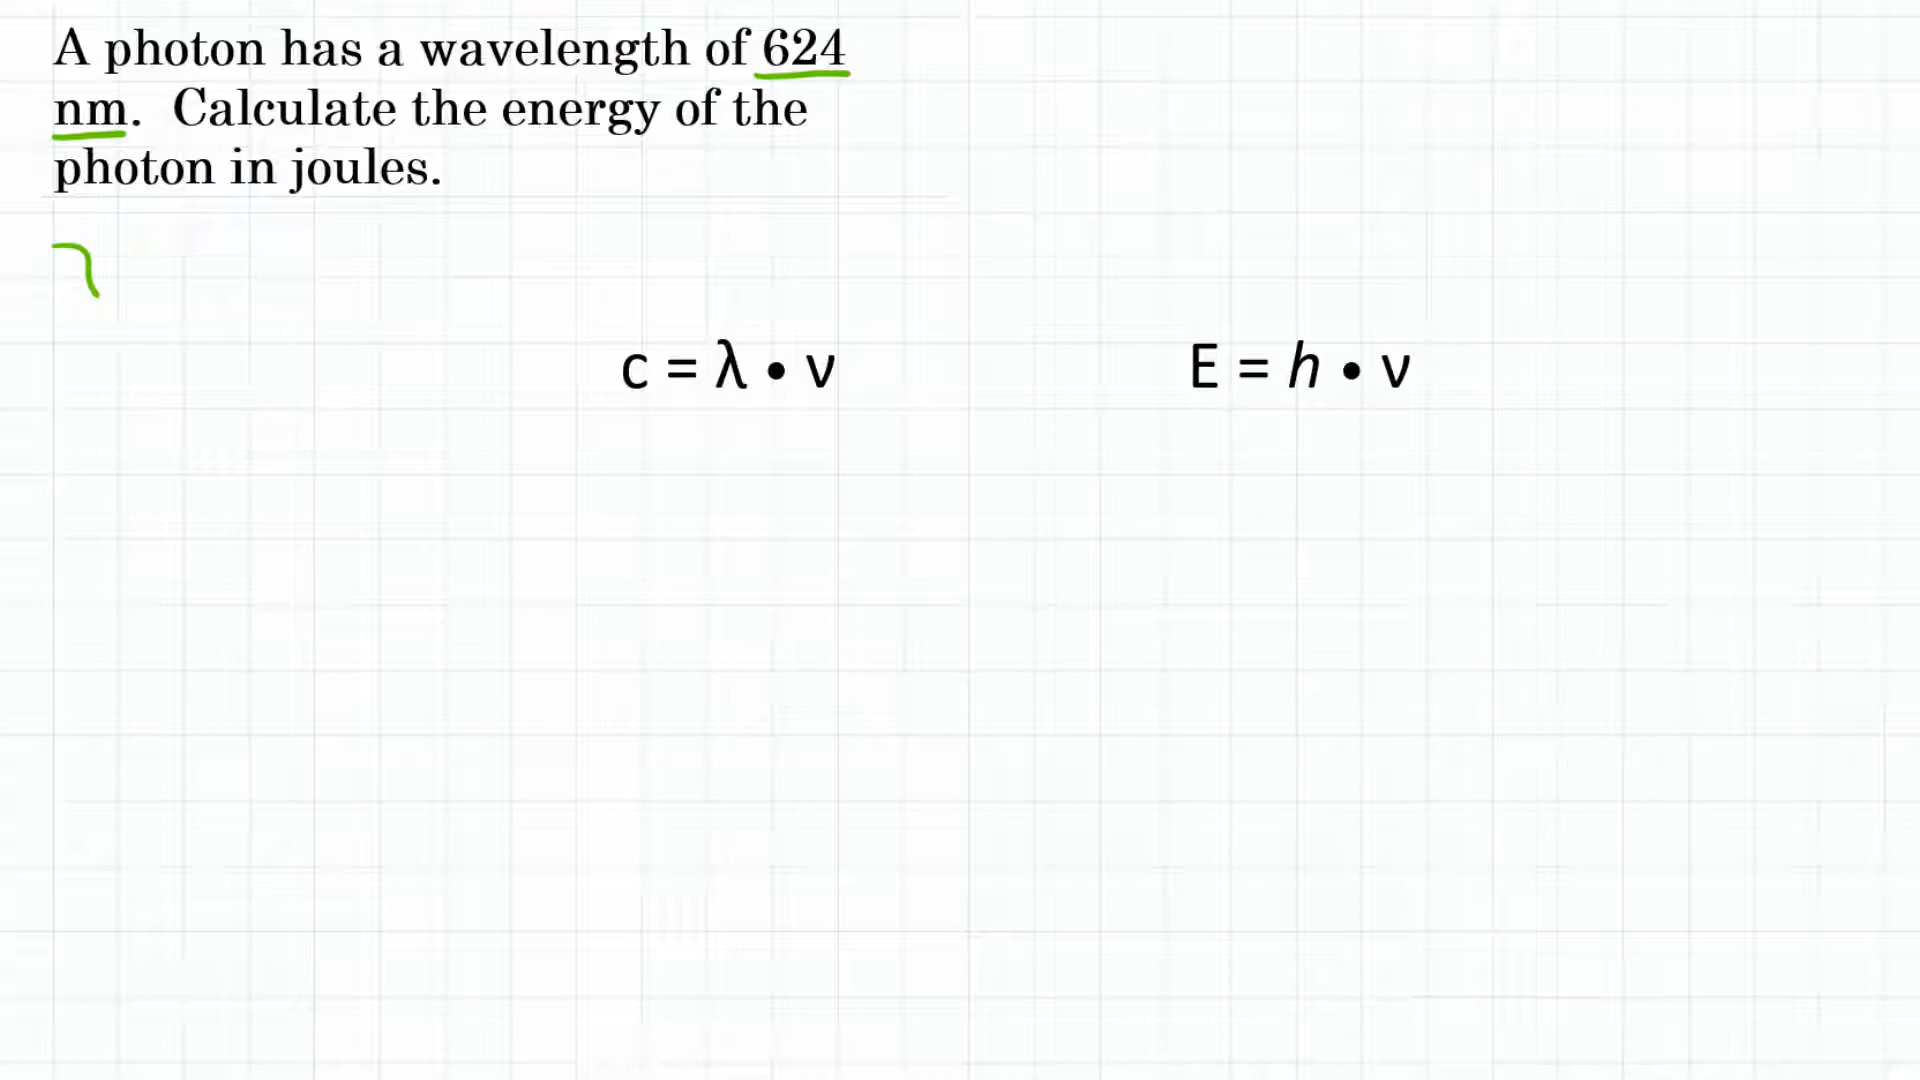 A photon has a wavelength of 624
nm. Calculate the energy of the
photon in joules.
c = λ • ν
E = h • ν